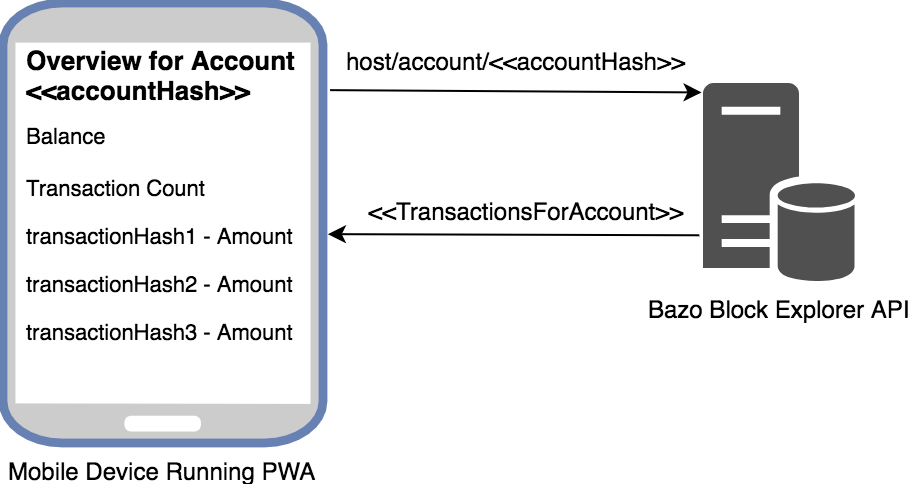 Overview for Account
<<accountHash>>
Balance
Transaction Count
transactionHash1 - Amount
transactionHash2 - Amount
transactionHash3 - Amount
Mobile Device Running PWA
host/account/<<accountHash>>
<<TransactionsForAccount>>
Bazo Block Explorer API